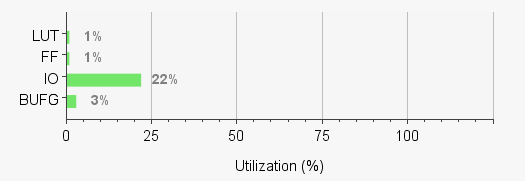 LUT 1%
FF 1%
IO 22%
BUFG 3%
0 25 50 75 100
Utilization (%)